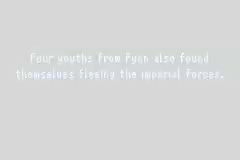 Four youths from Fynn also found
themselves fleeing the imperial forces.